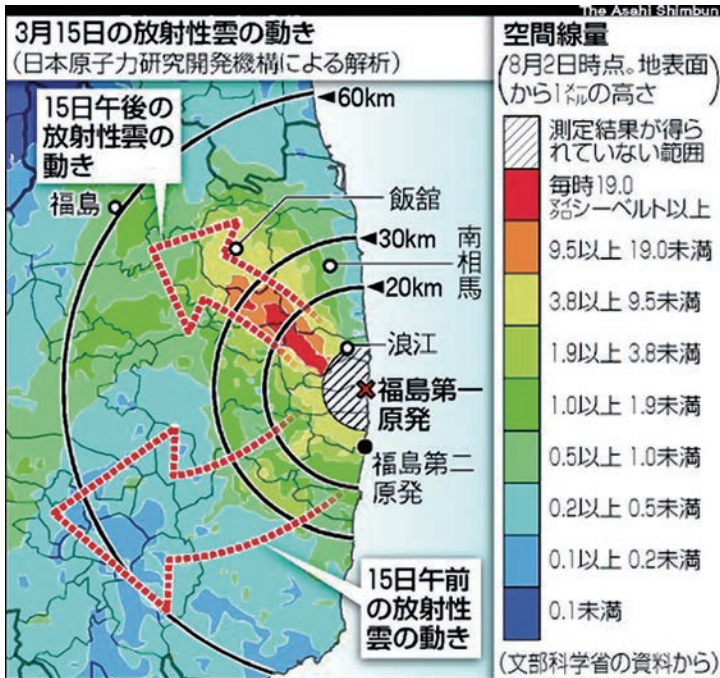 The Asahi Shimbun
3月15日の放射性雲の動き
(日本原子力研究開発機構による解析)
15日午後の
放射性雲の
動き
福島
60km
飯舘
30km
南相馬
20km
浪江
福島第一
原発
福島第二
原発
15日午前
の放射性
雲の動き
空間線量
(8月2日時点。地表面
から1メートルの高さ)
測定結果が得ら
れていない範囲
毎時19.0
マイクロシーベルト以上
9.5以上 19.0未満
3.8以上 9.5未満
1.9以上 3.8未満
1.0以上 1.9未満
0.5以上 1.0未満
0.2以上 0.5未満
0.1以上 0.2未満
0.1未満
(文部科学省の資料から)